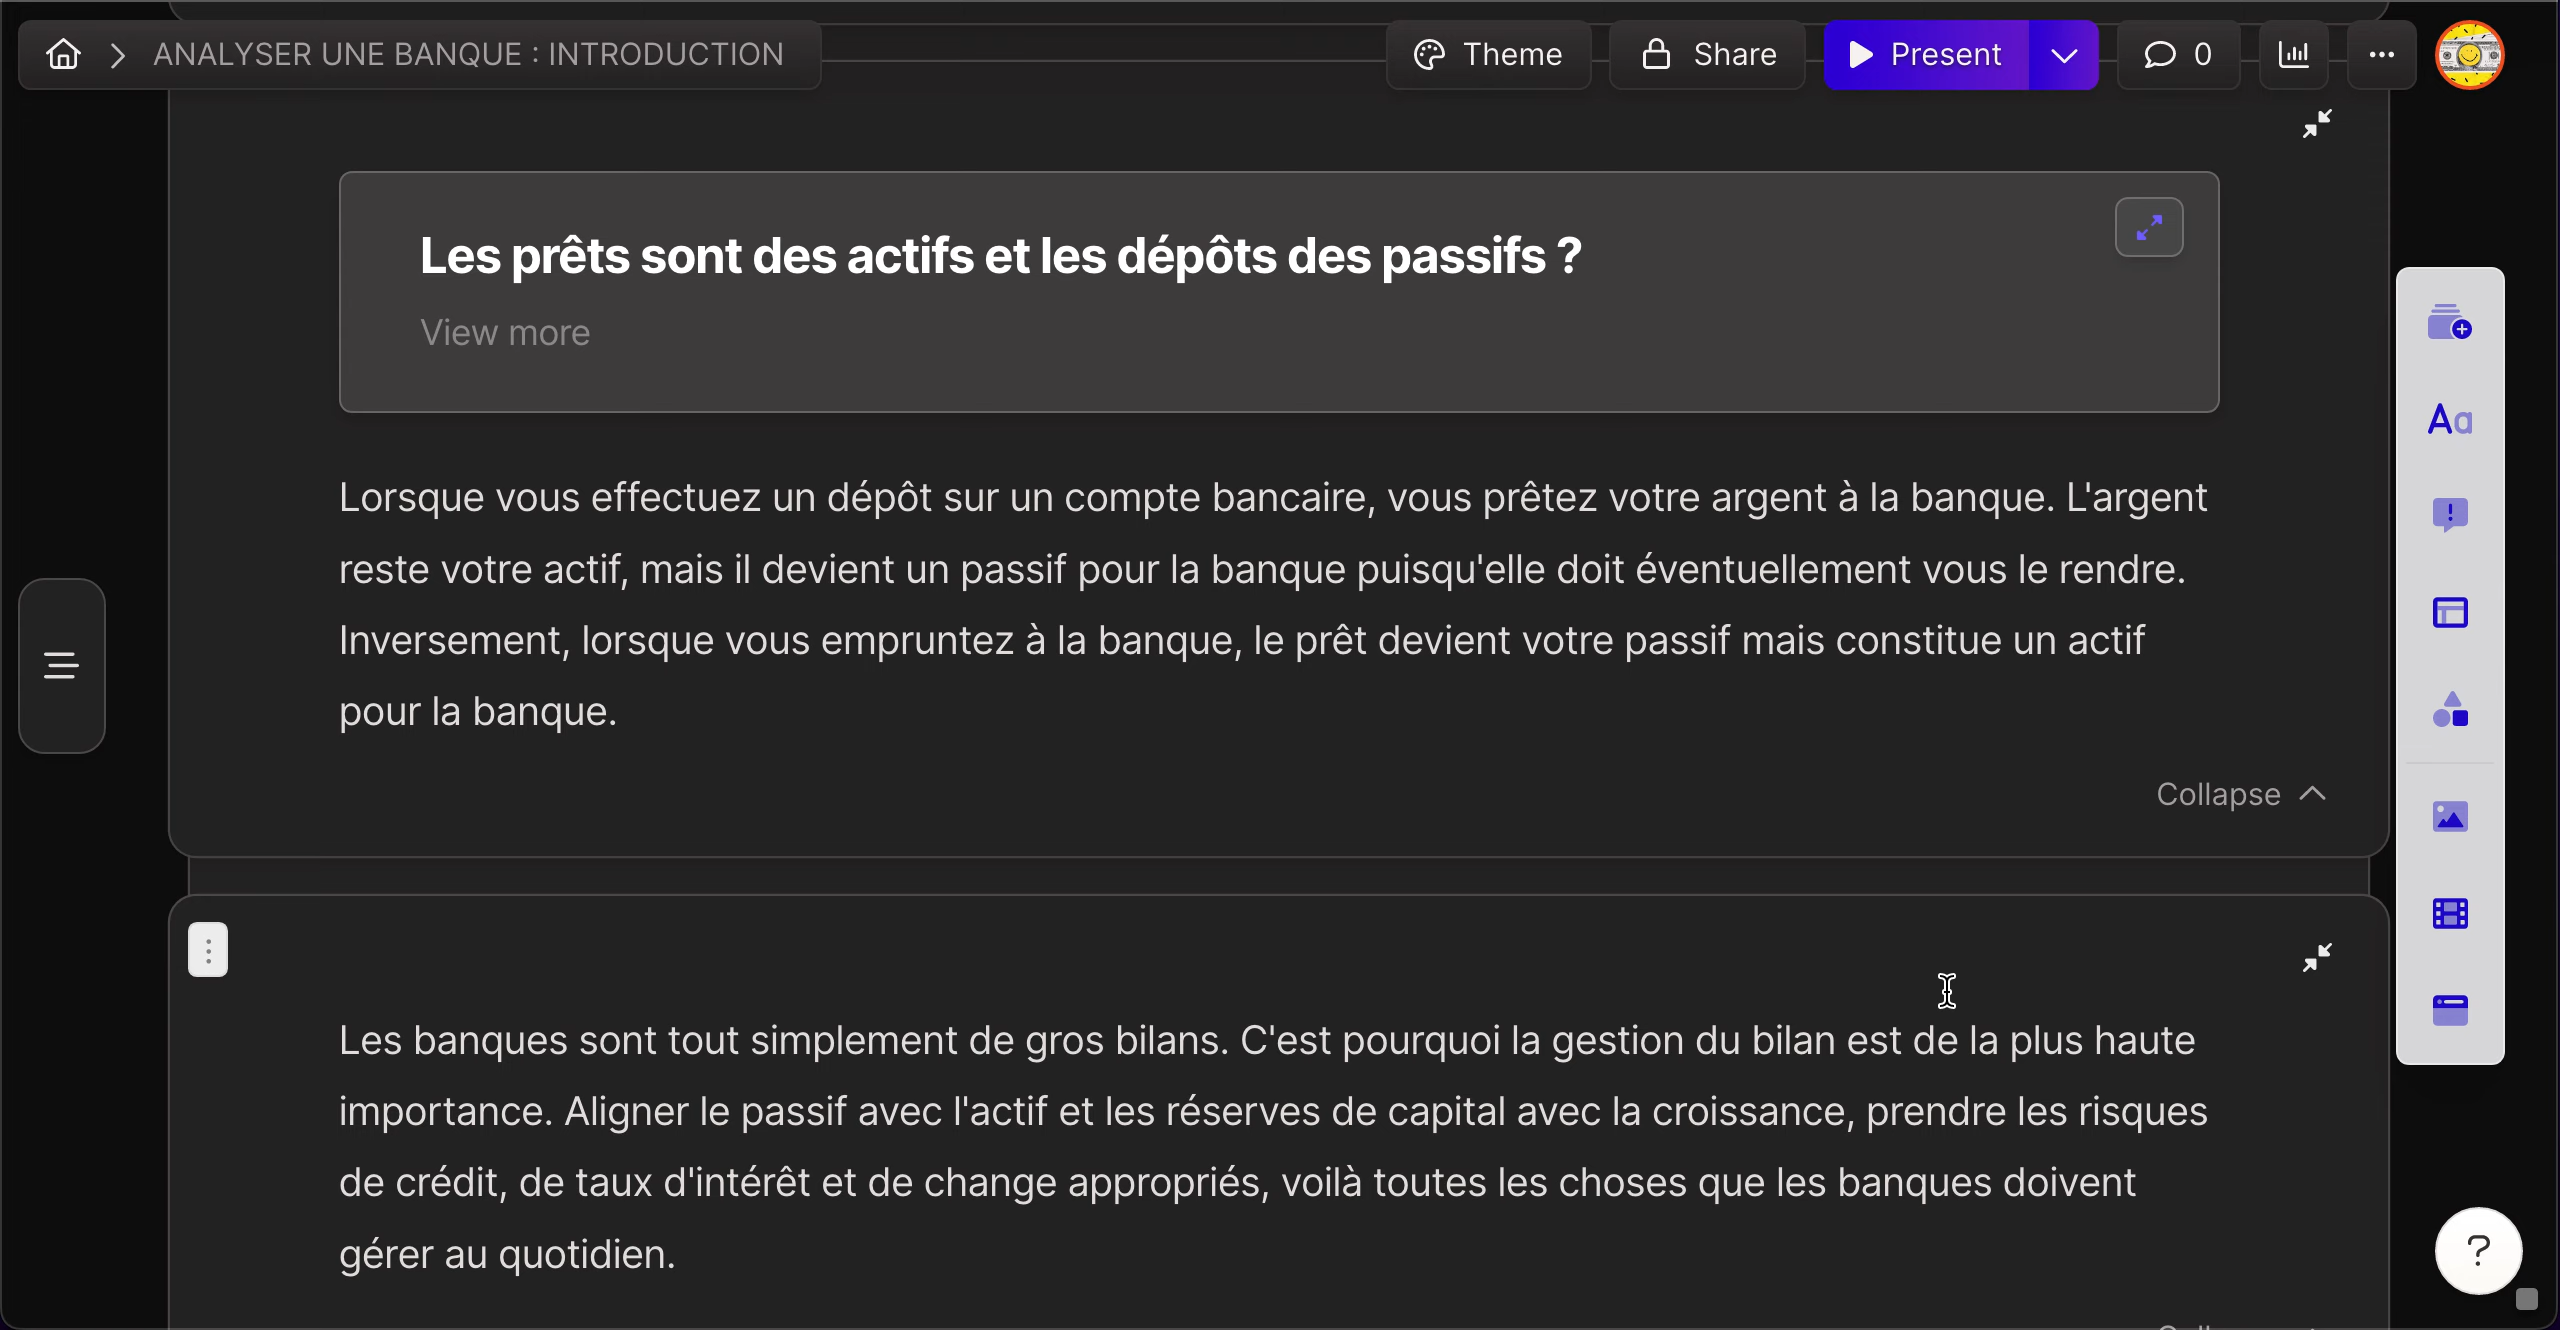 ANALYSER UNE BANQUE : INTRODUCTION
Theme
Share
Present
0
Les prêts sont des actifs et les dépôts des passifs ?
View more
Lorsque vous effectuez un dépôt sur un compte bancaire, vous prêtez votre argent à la banque. L'argent
reste votre actif, mais il devient un passif pour la banque puisqu'elle doit éventuellement vous le rendre.
Inversement, lorsque vous empruntez à la banque, le prêt devient votre passif mais constitue un actif
pour la banque.
Collapse
Aa
Les banques sont tout simplement de gros bilans. C'est pourquoi la gestion du bilan est de la plus haute
importance. Aligner le passif avec l'actif et les réserves de capital avec la croissance, prendre les risques
de crédit, de taux d'intérêt et de change appropriés, voilà toutes les choses que les banques doivent
gérer au quotidien.
?